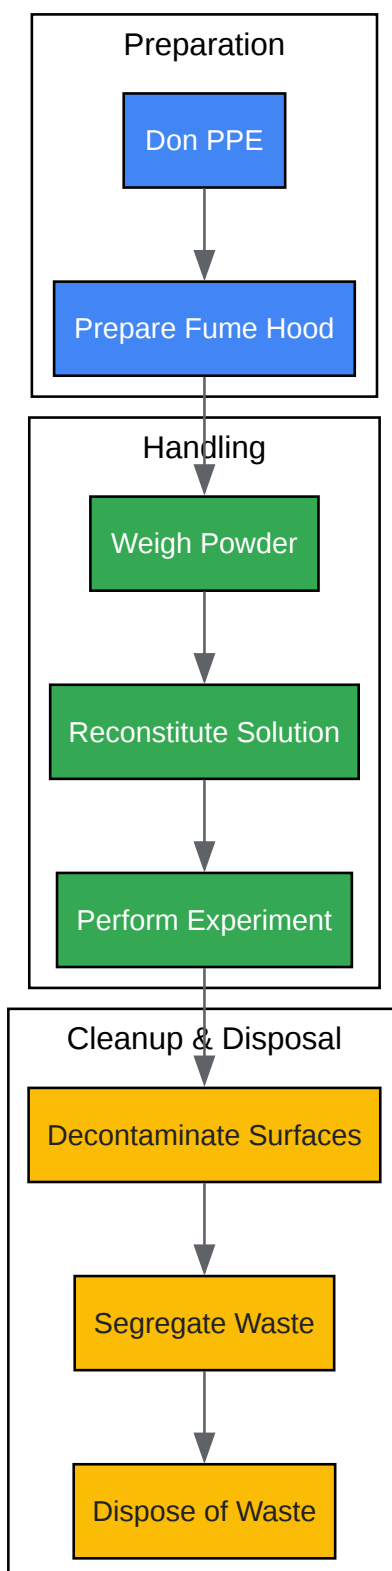 Preparation
Don PPE
Prepare Fume Hood
Handling
Weigh Powder
Reconstitute Solution
Perform Experiment
Cleanup & Disposal
Decontaminate Surfaces
Segregate Waste
Dispose of Waste